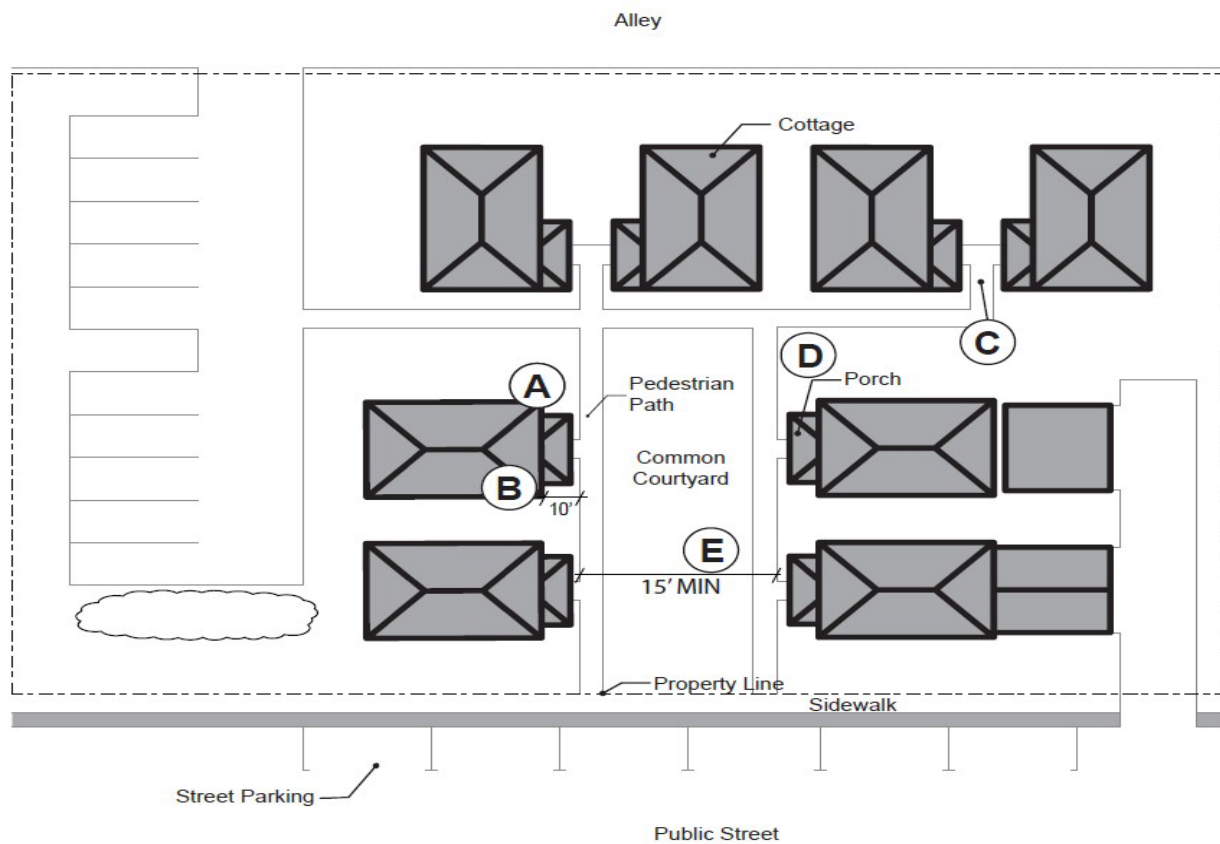 Alley
Cottage
C
D
A
Pedestrian
Path
Porch
Common
Courtyard
B
10'
E
15' MIN
Property Line
Sidewalk
Street Parking
Public Street